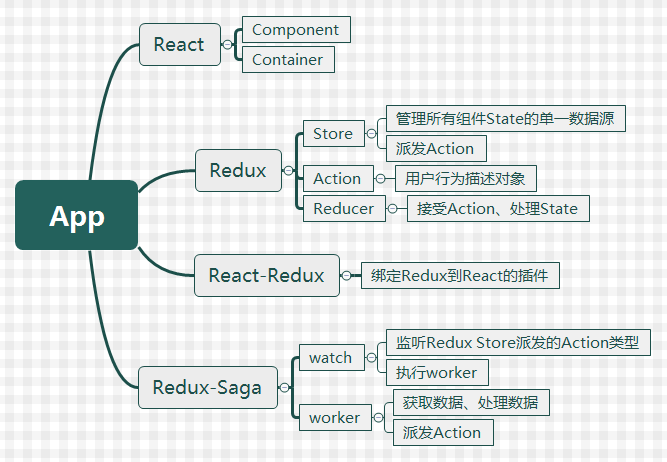 App
React
Component
Container
Redux
Store
管理所有组件State的单一数据源
派发Action
Action
用户行为描述对象
Reducer
接受Action、处理State
React-Redux
绑定Redux到React的插件
Redux-Saga
watch
监听Redux Store派发的Action类型
执行worker
worker
获取数据、处理数据
派发Action